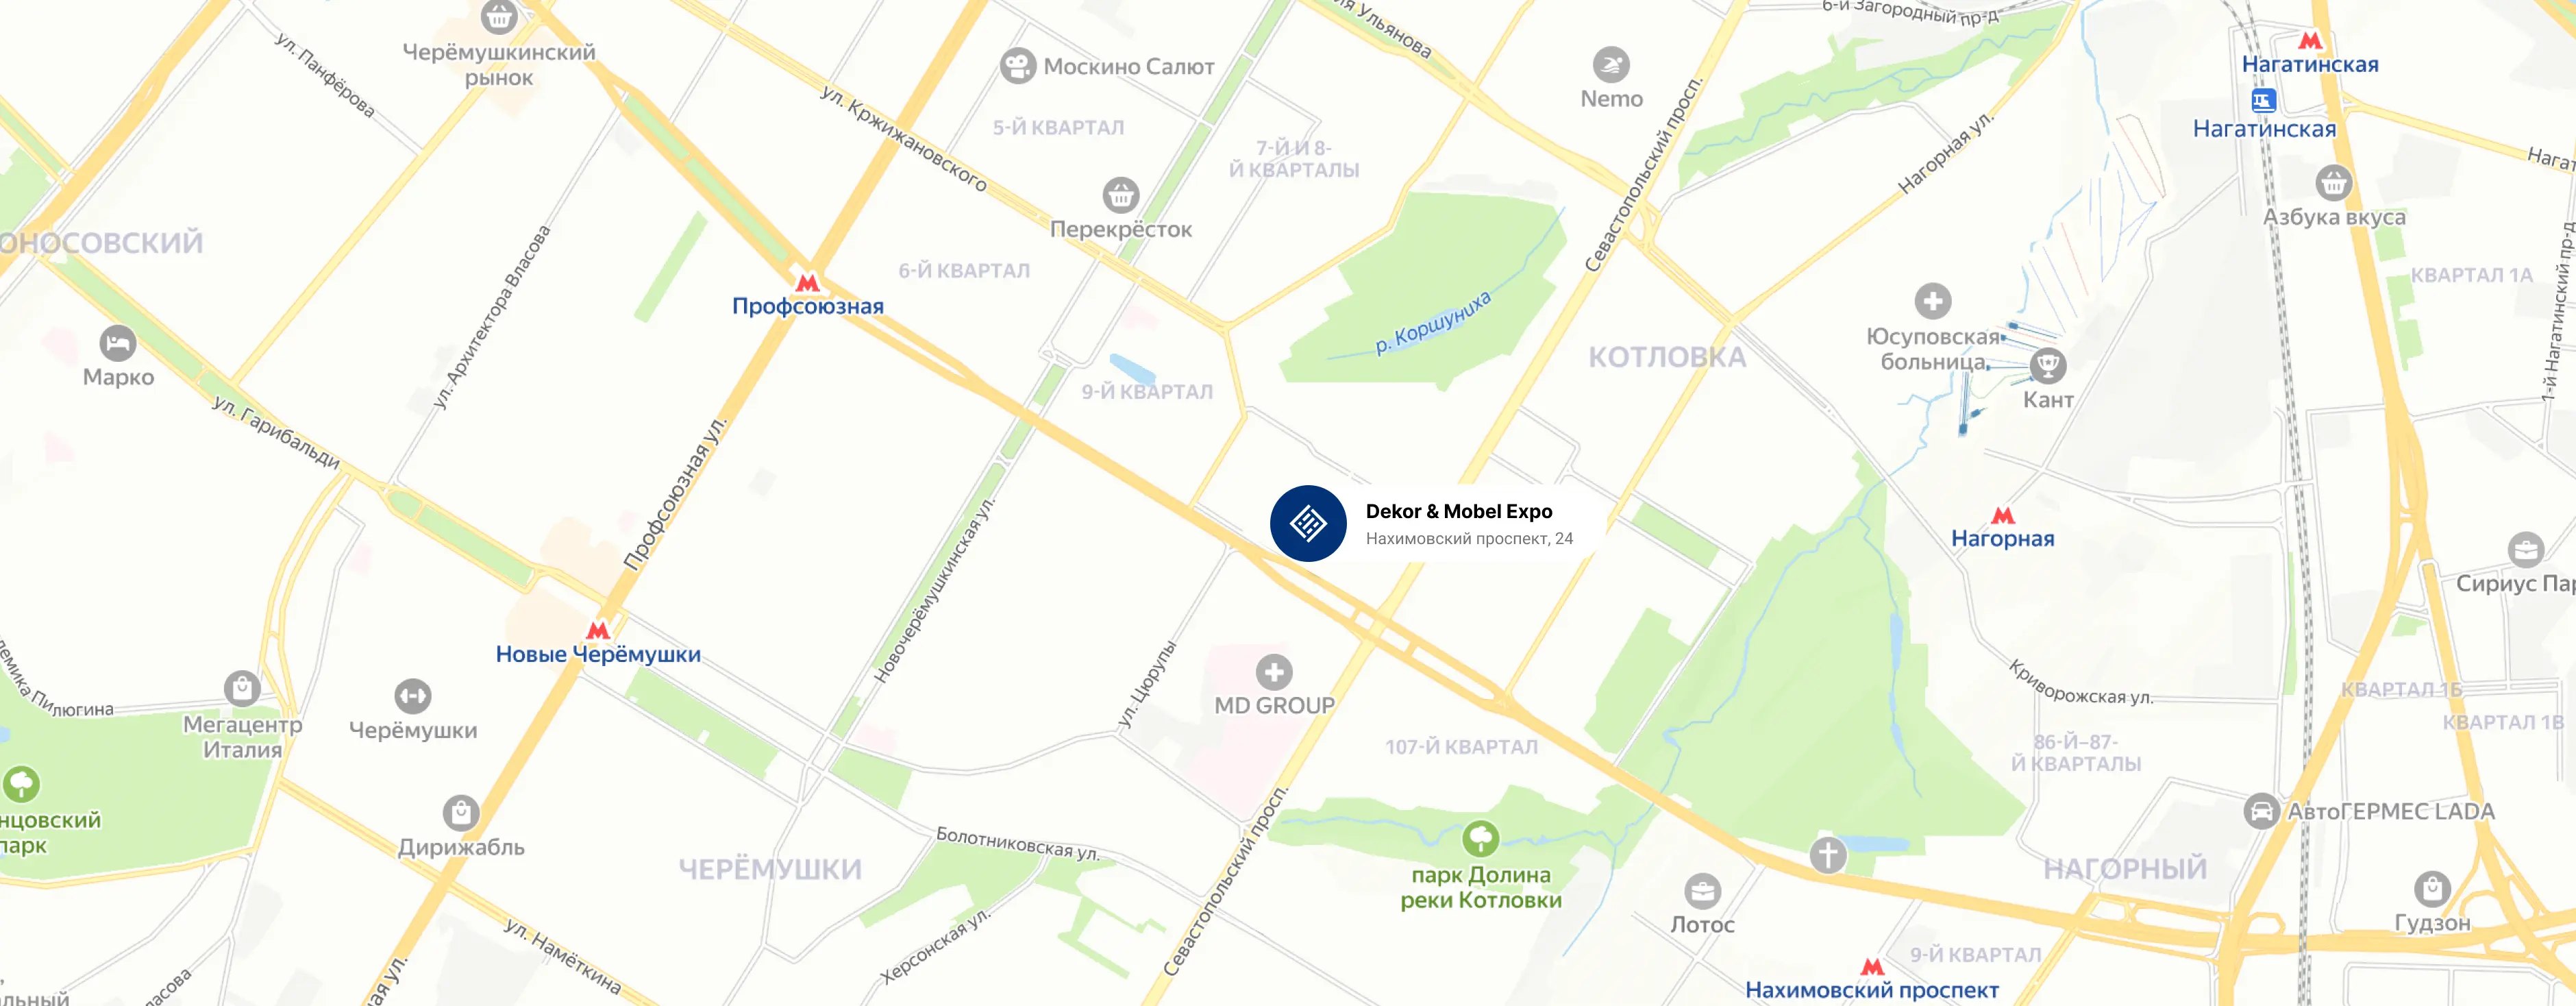 6-й Загородный пр-д
ия Ульянова
ул. Панфёрова
Черёмушкинский
рынок
Москино Салют
Нагатинская
Nemo
ул. Кржижановского
5-Й КВАРТАЛ
Нагатинская
7-Й И 8-
Й КВАРТАЛЫ
Нагорная ул.
Нагат
Севастопольский просп.
Перекрёсток
Азбука вкуса
ОНОСОВСКИЙ
6-Й КВАРТАЛ
КВАРТАЛ 1А
1-й Нагатинский пр-д
ул. Архитектора Власова
Профсоюзная
р. Коршуниха
Юсуповская
больница
КОТЛОВКА
Марко
9-Й КВАРТАЛ
Кант
ул. Гарибальди
Профсоюзная ул.
Dekor & Mobel Expo
Нахимовский проспект, 24
Нагорная
Новочерёмушкинская ул.
Сириус Пар
Новые Черёмушки
ул. Цюрупы
Криворожская ул.
КВАРТАЛ 1Б
емика Пилюгина
MD GROUP
Мегацентр
Италия
Черёмушки
КВАРТАЛ 1В
107-Й КВАРТАЛ
86-Й–87-
Й КВАРТАЛЫ
нцовский
парк
Дирижабль
АвтоГЕРМЕС LADA
Болотниковская ул.
Севастопольский просп.
ЧЕРЁМУШКИ
парк Долина
реки Котловки
НАГОРНЫЙ
Лотос
Гудзон
ул. Намёткина
Херсонская ул.
9-Й КВАРТАЛ
ная ул.
ласова
альный
Нахимовский проспект